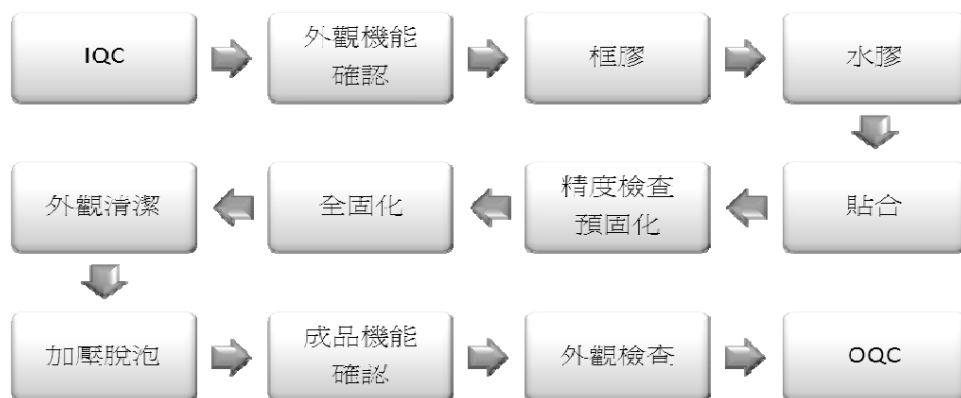 IQC
外觀機能
確認
框膠
水膠
貼合
精度檢查
預固化
全固化
外觀清潔
加壓脫泡
成品機能
確認
外觀檢查
OQC